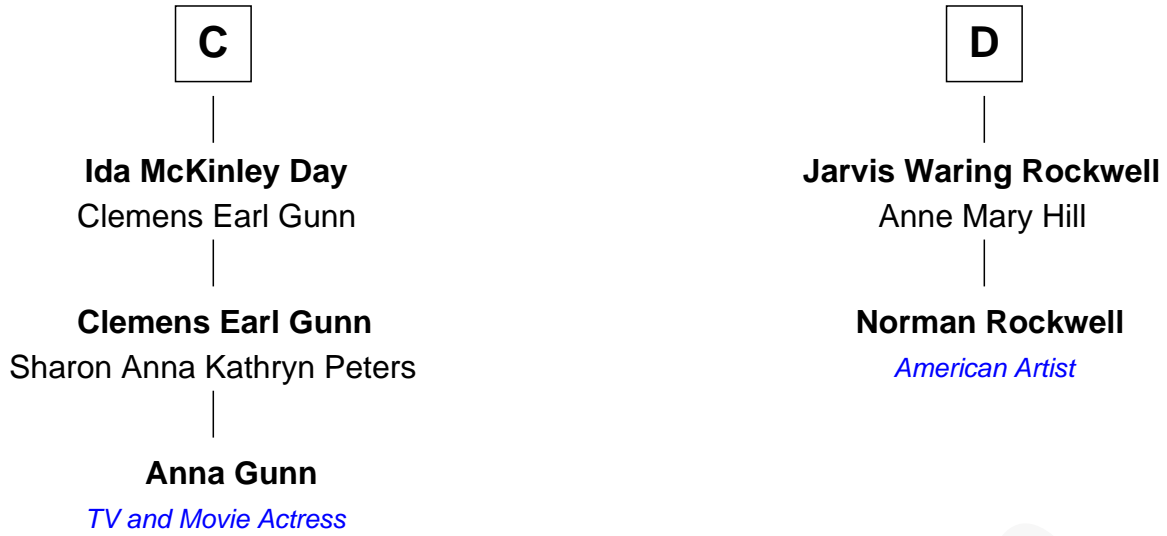 C
Ida McKinley Day
Clemens Earl Gunn
Clemens Earl Gunn
Sharon Anna Kathryn Peters
Anna Gunn
TV and Movie Actress
D
Jarvis Waring Rockwell
Anne Mary Hill
Norman Rockwell
American Artist